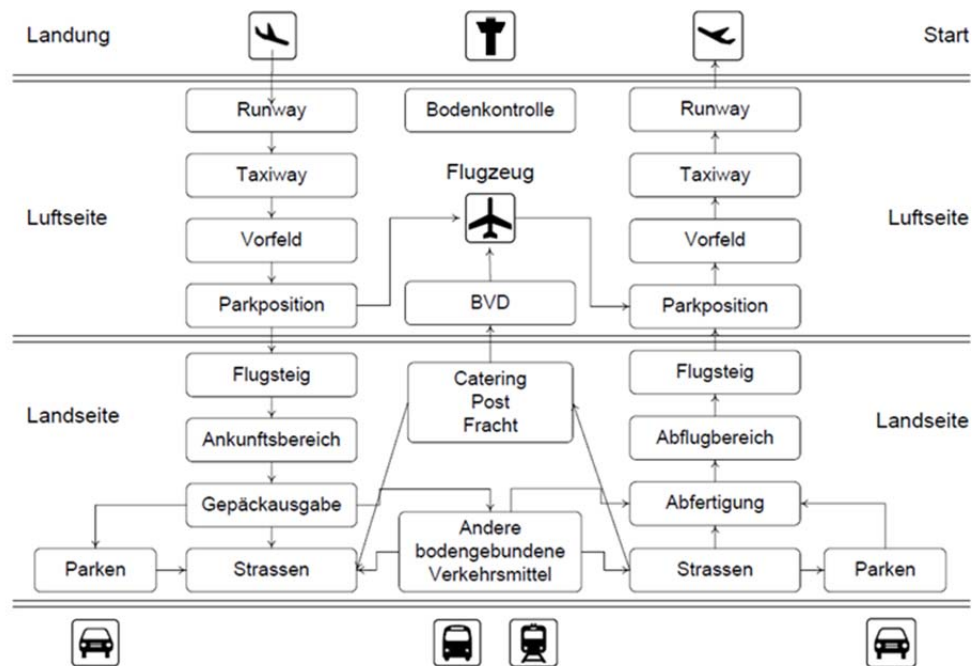 Landung
Start
Runway
Bodenkontrolle
Runway
Taxiway
Flugzeug
Taxiway
Luftseite
Vorfeld
Vorfeld
Luftseite
Parkposition
BVD
Parkposition
Flugsteig
Catering
Post
Fracht
Flugsteig
Landseite
Ankunftsbereich
Abflugbereich
Landseite
Gepäckausgabe
Abfertigung
Andere
bodengebundene
Verkehrsmittel
Parken
Strassen
Strassen
Parken